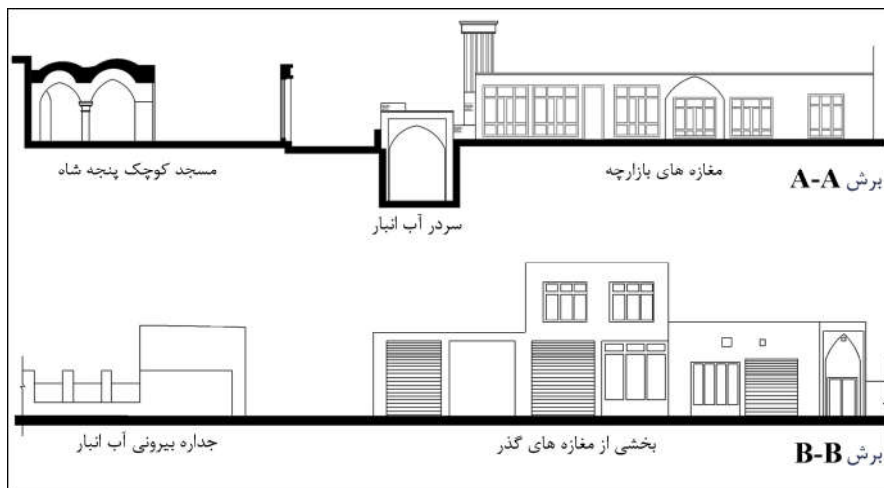 مسجد کوچک پنجه شاه
مغازه های بازارچه
برش A-A
سردر آب انبار
جداره بیرونی آب انبار
بخشی از مغازه های گذر
برش B-B